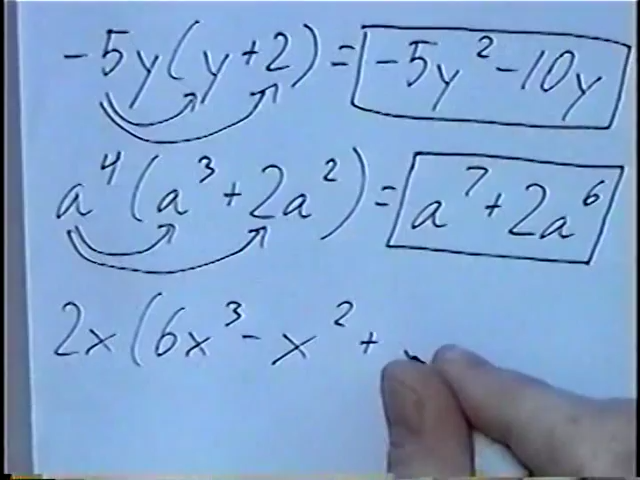 -5y(y+2) = -5y² -10y
a⁴(a³+2a²) = a⁷+2a⁶
2x(6x³-x²+